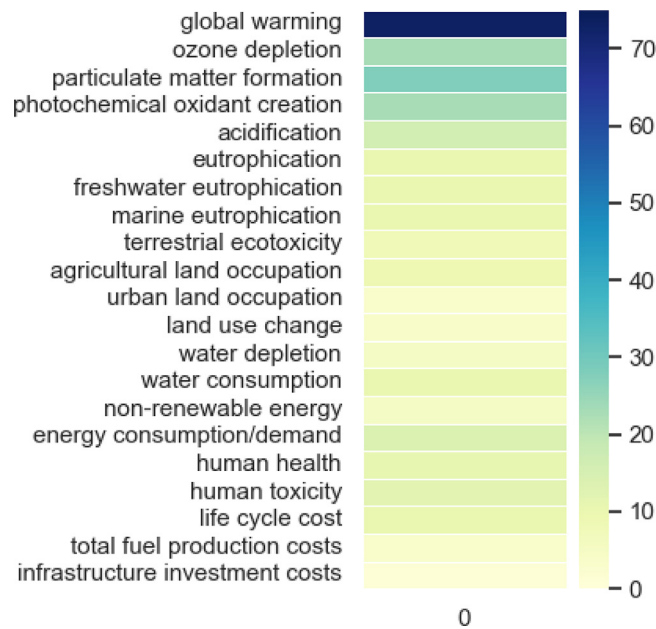 global warming
ozone depletion
particulate matter formation
photochemical oxidant creation
acidification
eutrophication
freshwater eutrophication
marine eutrophication
terrestrial ecotoxicity
agricultural land occupation
urban land occupation
land use change
water depletion
water consumption
non-renewable energy
energy consumption/demand
human health
human toxicity
life cycle cost
total fuel production costs
infrastructure investment costs
0
70
60
50
40
30
20
10
0